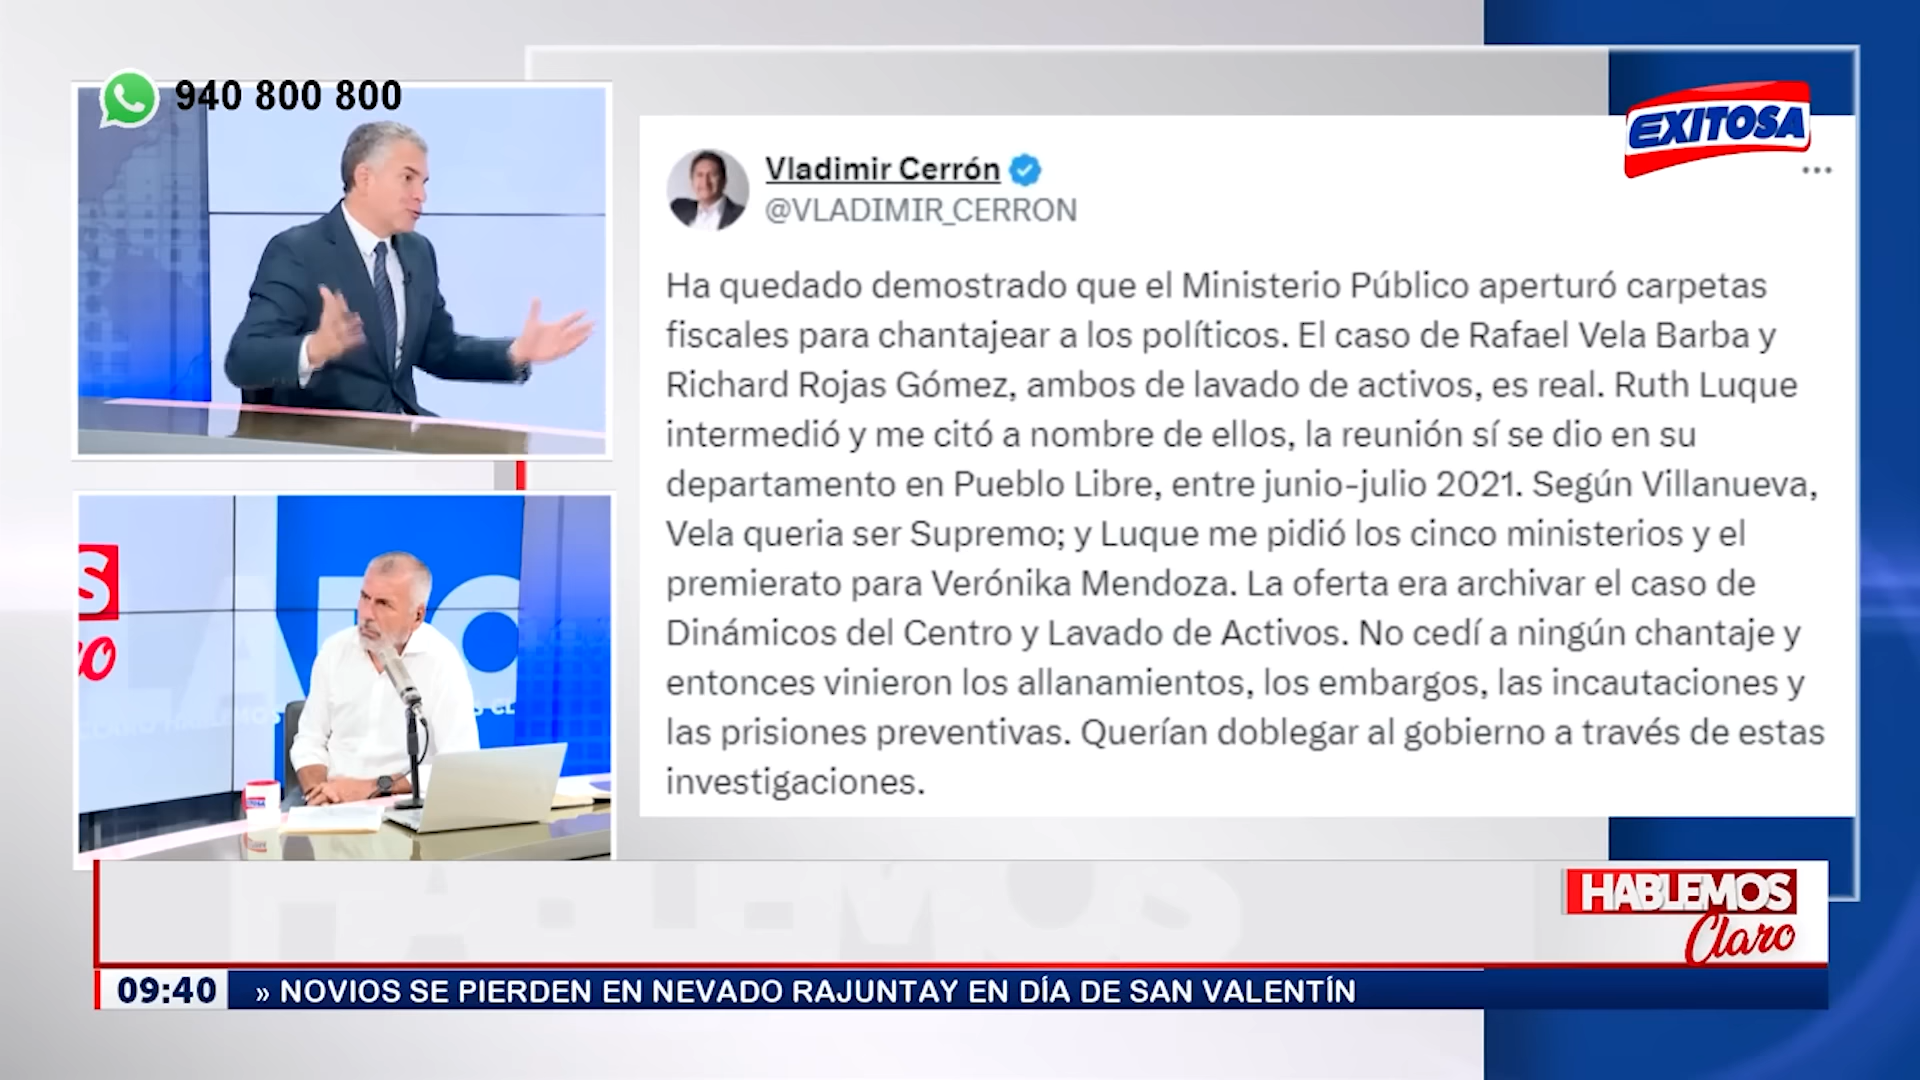 940 800 800
EXITOSA
Vladimir Cerrón
@VLADIMIR_CERRON
Ha quedado demostrado que el Ministerio Público aperturó carpetas
fiscales para chantajear a los políticos. El caso de Rafael Vela Barba y
Richard Rojas Gómez, ambos de lavado de activos, es real. Ruth Luque
intermedió y me citó a nombre de ellos, la reunión sí se dio en su
departamento en Pueblo Libre, entre junio-julio 2021. Según Villanueva,
Vela queria ser Supremo; y Luque me pidió los cinco ministerios y el
premierato para Verónika Mendoza. La oferta era archivar el caso de
Dinámicos del Centro y Lavado de Activos. No cedí a ningún chantaje y
entonces vinieron los allanamientos, los embargos, las incautaciones y
las prisiones preventivas. Querían doblegar al gobierno a través de estas
investigaciones.
HABLEMOS
Claro
09:40
» NOVIOS SE PIERDEN EN NEVADO RAJUNTAY EN DÍA DE SAN VALENTÍN